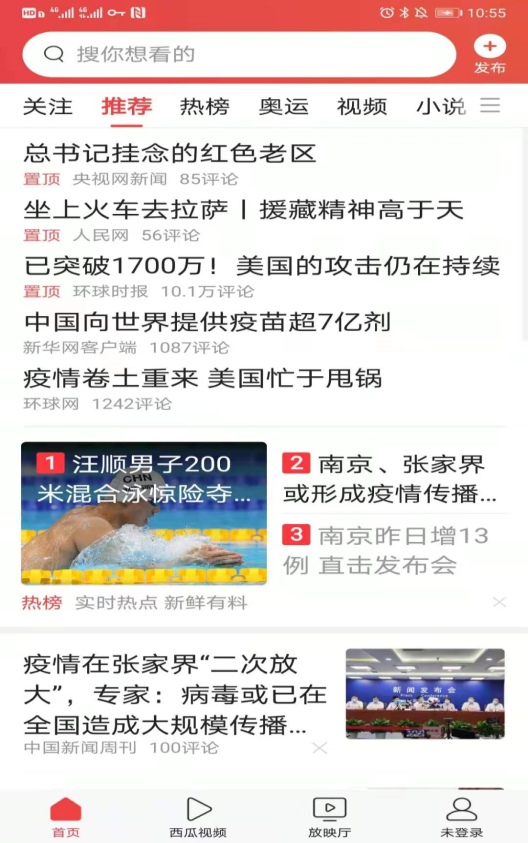 HD 4G 4G 10:55
搜你想看的
发布
关注 推荐 热榜 奥运 视频 小说
总书记挂念的红色老区
置顶 央视网新闻 85评论
坐上火车去拉萨丨援藏精神高于天
置顶 人民网 56评论
已突破1700万！美国的攻击仍在持续
置顶 环球时报 10.1万评论
中国向世界提供疫苗超7亿剂
新华网客户端 1087评论
疫情卷土重来 美国忙于甩锅
环球网 1242评论
1 汪顺男子200
米混合泳惊险夺...
2 南京、张家界
或形成疫情传播...
3 南京昨日增13
例 直击发布会
CHN
热榜 实时热点 新鲜有料
疫情在张家界“二次放
大”，专家：病毒或已在
全国造成大规模传播...
中国新闻周刊 100评论
新闻发布会
Press Conference
首页 西瓜视频 放映厅 未登录